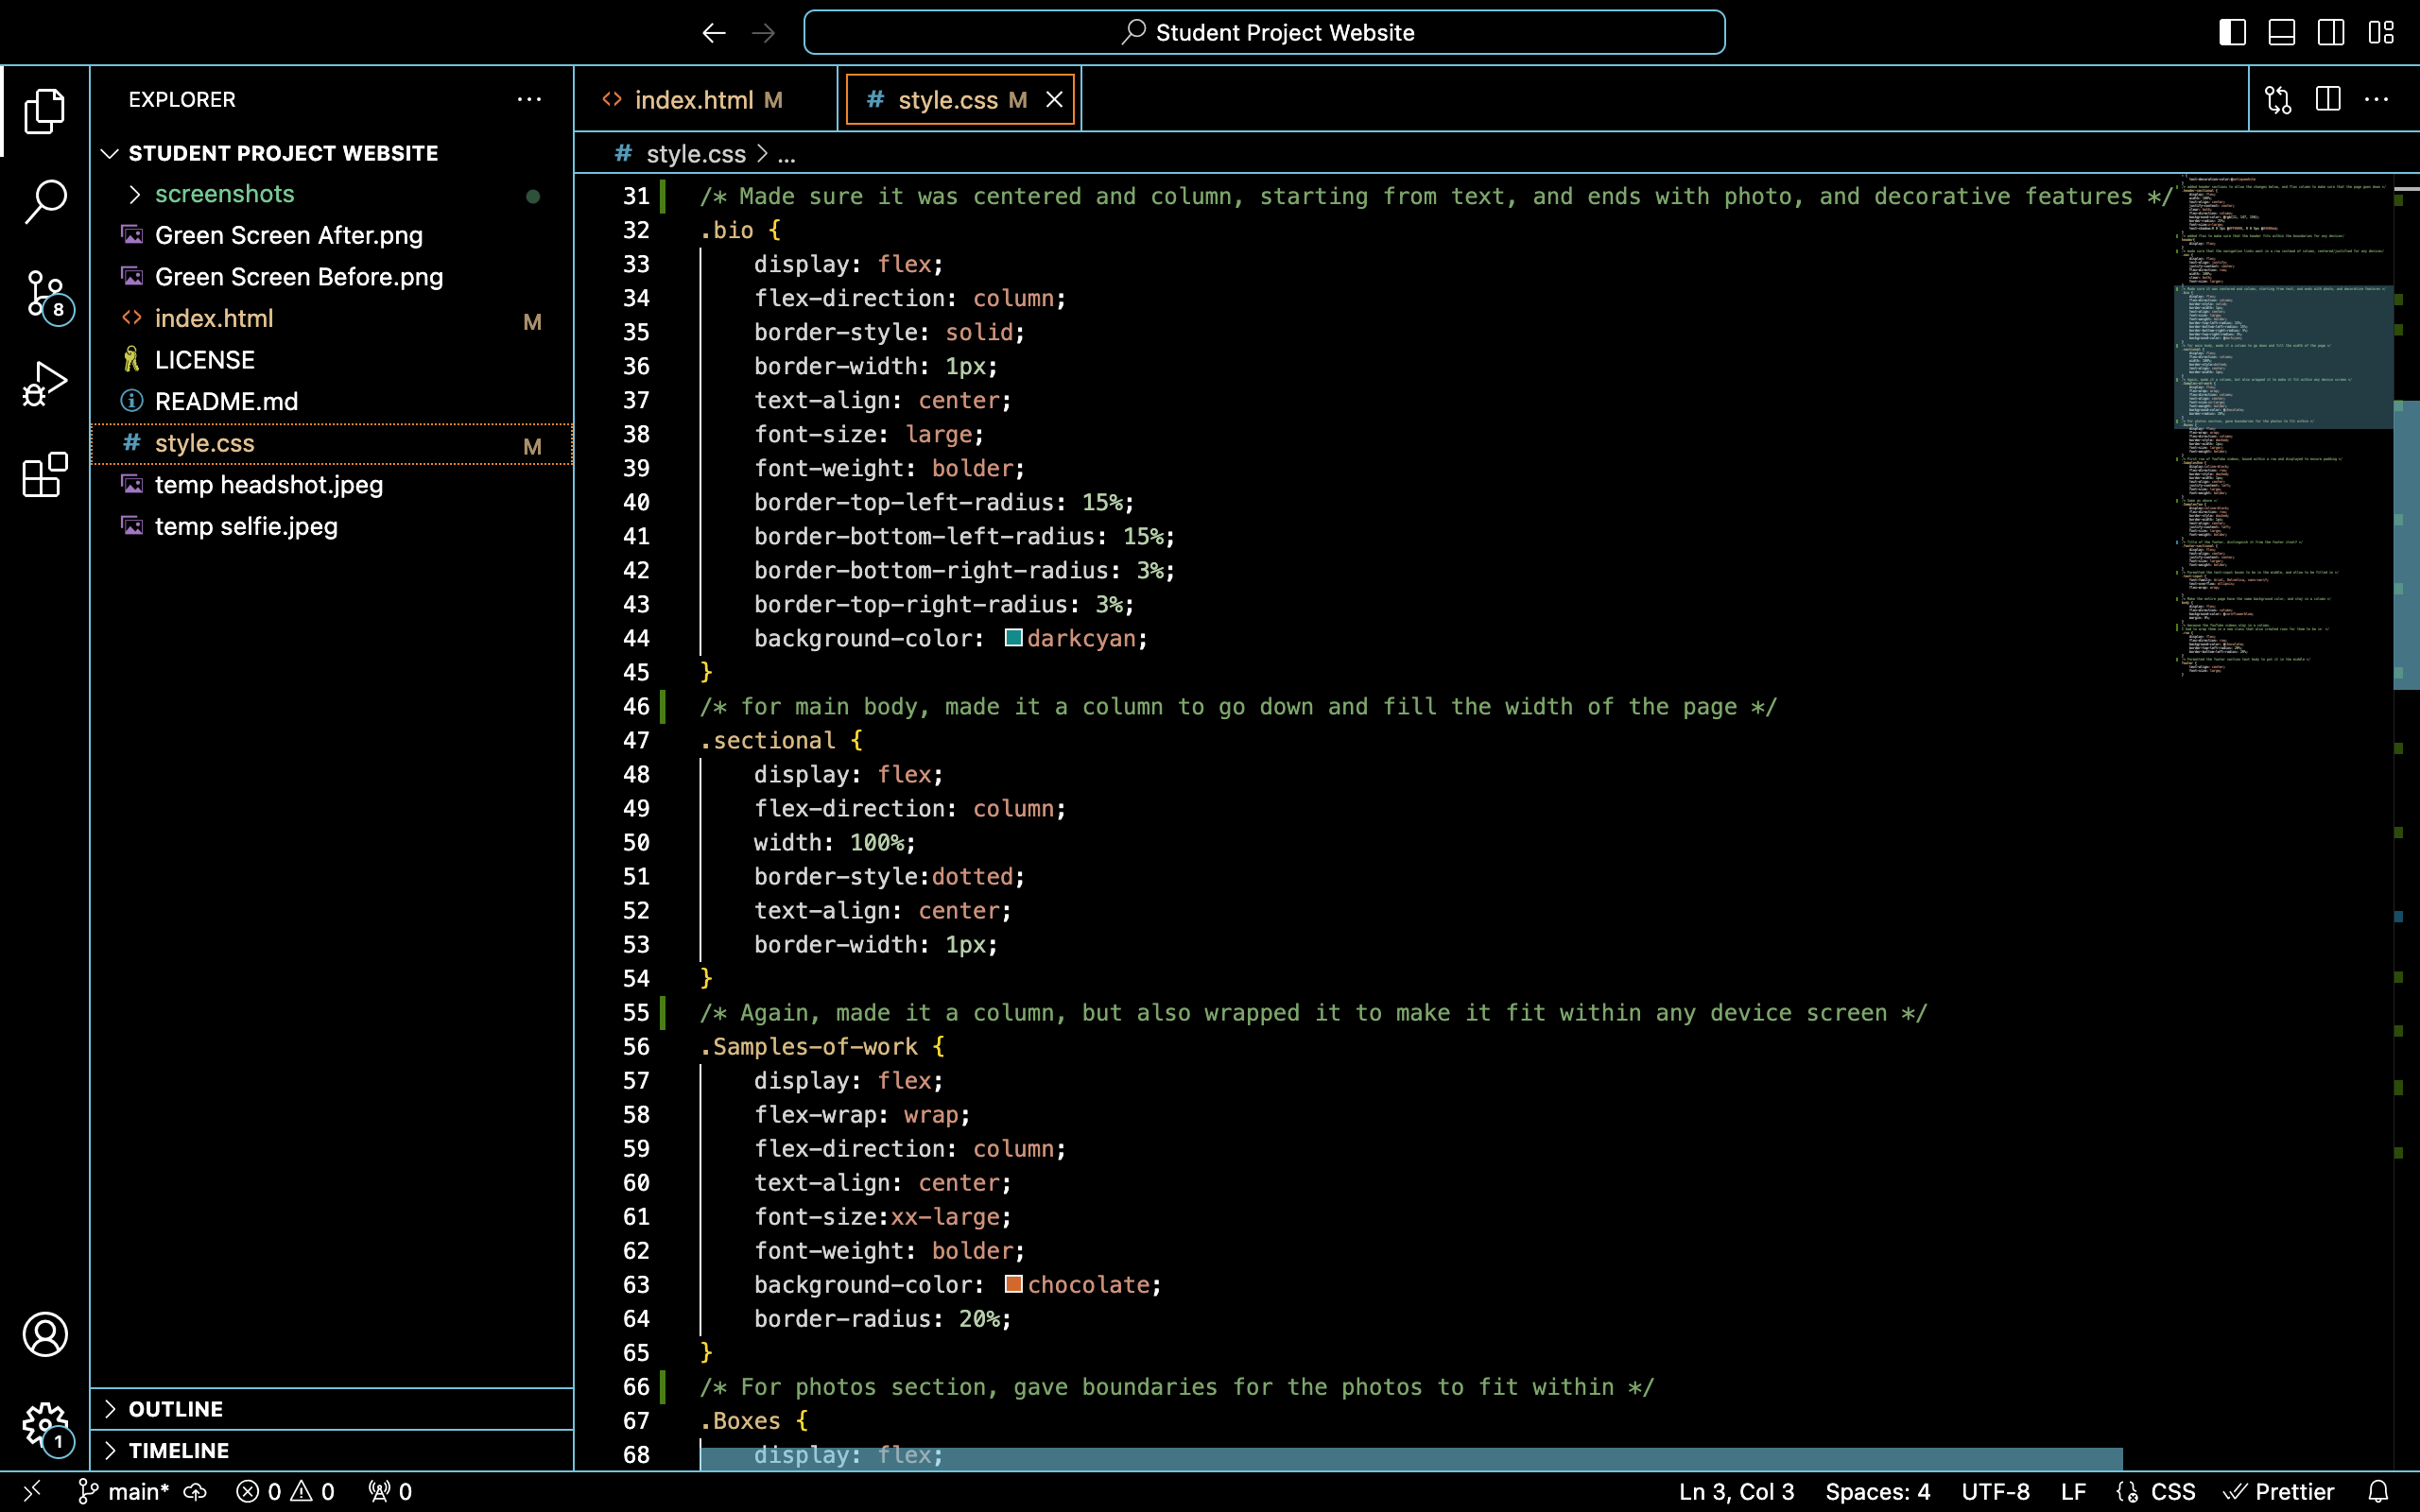 Student Project Website
EXPLORER
STUDENT PROJECT WEBSITE
screenshots
Green Screen After.png
Green Screen Before.png
index.html M
LICENSE
README.md
style.css M
temp headshot.jpeg
temp selfie.jpeg
OUTLINE
TIMELINE
8
1
index.html M
style.css M
style.css > ...
31 /* Made sure it was centered and column, starting from text, and ends with photo, and decorative features */
32 .bio {
33 display: flex;
34 flex-direction: column;
35 border-style: solid;
36 border-width: 1px;
37 text-align: center;
38 font-size: large;
39 font-weight: bolder;
40 border-top-left-radius: 15%;
41 border-bottom-left-radius: 15%;
42 border-bottom-right-radius: 3%;
43 border-top-right-radius: 3%;
44 background-color: darkcyan;
45 }
46 /* for main body, made it a column to go down and fill the width of the page */
47 .sectional {
48 display: flex;
49 flex-direction: column;
50 width: 100%;
51 border-style:dotted;
52 text-align: center;
53 border-width: 1px;
54 }
55 /* Again, made it a column, but also wrapped it to make it fit within any device screen */
56 .Samples-of-work {
57 display: flex;
58 flex-wrap: wrap;
59 flex-direction: column;
60 text-align: center;
61 font-size:xx-large;
62 font-weight: bolder;
63 background-color: chocolate;
64 border-radius: 20%;
65 }
66 /* For photos section, gave boundaries for the photos to fit within */
67 .Boxes {
68 display: flex;
main* 0 0 0 Ln 3, Col 3 Spaces: 4 UTF-8 LF CSS Prettier